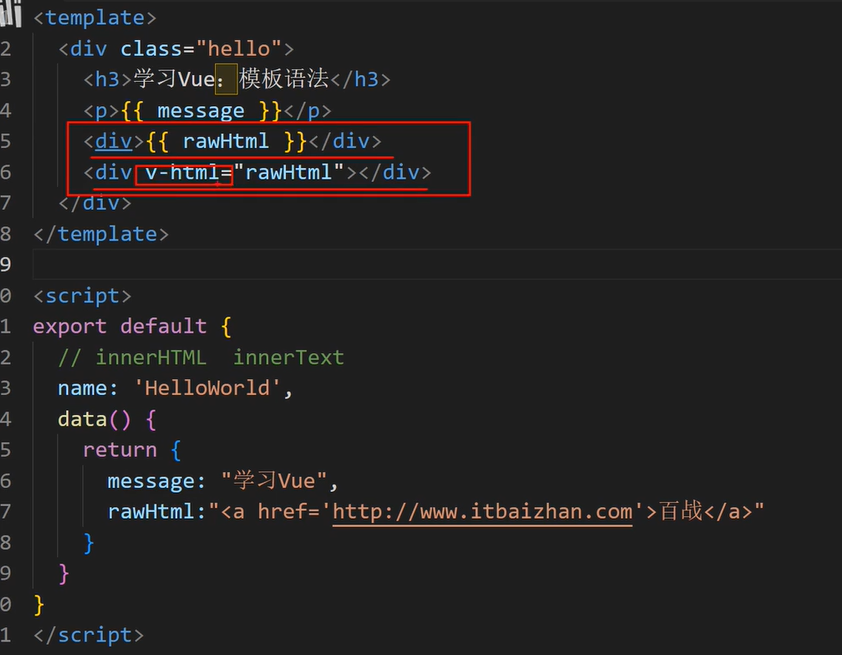 <template>
2 <div class="hello">
3 <h3>学习Vue：模板语法</h3>
4 <p>{{ message }}</p>
5 <div>{{ rawHtml }}</div>
6 <div v-html="rawHtml"></div>
7 </div>
8 </template>
9
0 <script>
1 export default {
2 // innerHTML  innerText
3 name: 'HelloWorld',
4 data() {
5 return {
6 message: "学习Vue",
7 rawHtml:"<a href='http://www.itbaizhan.com'>百战</a>"
8 }
9 }
0 }
1 </script>